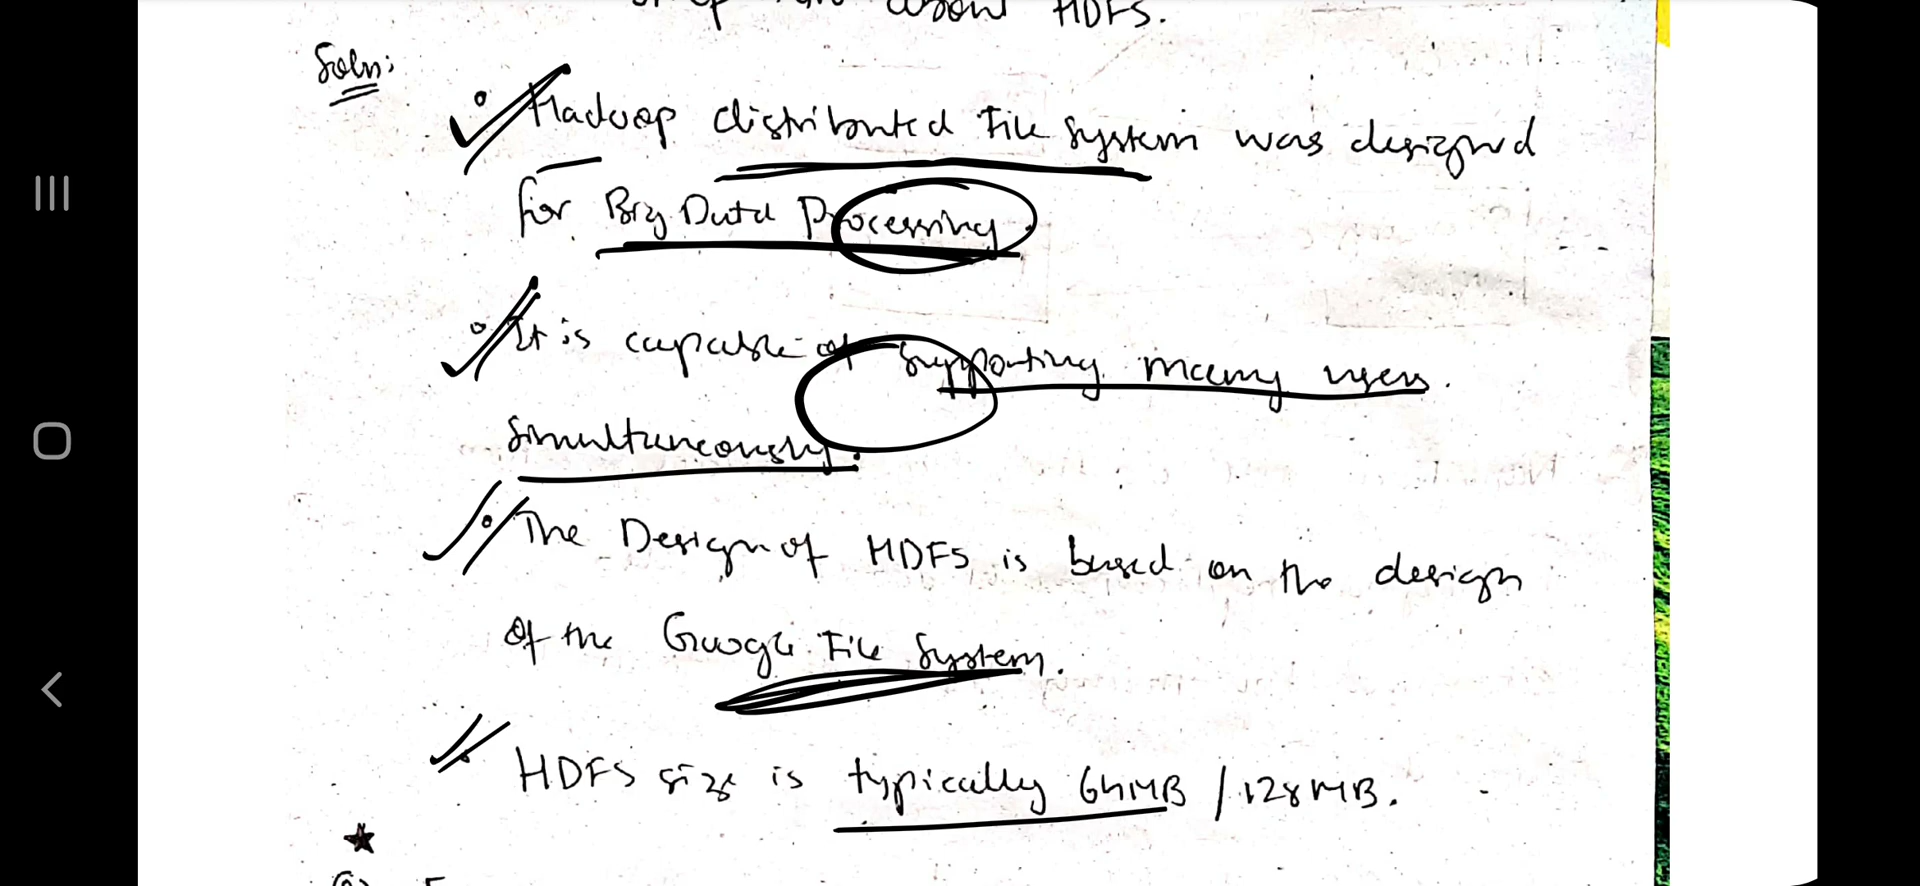 about HDFS.
Soln:
Hadoop distributed File System was designed
for Big Data Processing.
It is capable of supporting many users.
simultaneously.
The Design of HDFS is based on the design
of the Google File System.
HDFS size is typically 64MB / 128MB.